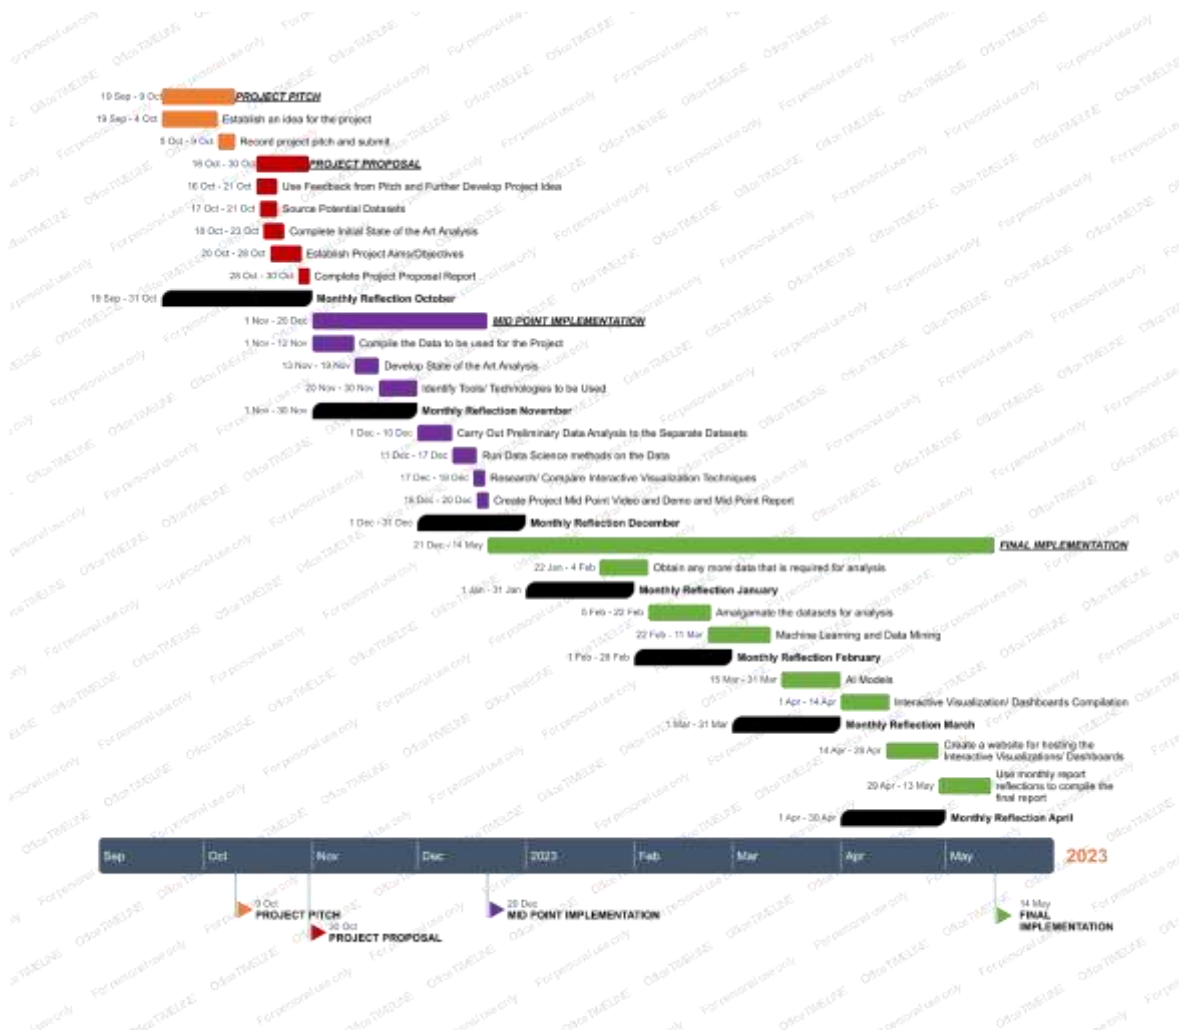 19 Sep - 9 Oct PROJECT PITCH
19 Sep - 4 Oct Establish an idea for the project
5 Oct - 9 Oct Record project pitch and submit
16 Oct - 30 Oct PROJECT PROPOSAL
16 Oct - 21 Oct Use Feedback from Pitch and Further Develop Project Idea
17 Oct - 21 Oct Source Potential Datasets
18 Oct - 23 Oct Complete Initial State of the Art Analysis
20 Oct - 28 Oct Establish Project Aims/Objectives
28 Oct - 30 Oct Complete Project Proposal Report
19 Sep - 31 Oct Monthly Reflection October
1 Nov - 20 Dec MID POINT IMPLEMENTATION
1 Nov - 12 Nov Compile the Data to be used for the Project
13 Nov - 19 Nov Develop State of the Art Analysis
20 Nov - 30 Nov Identify Tools/ Technologies to be Used
1 Nov - 30 Nov Monthly Reflection November
1 Dec - 10 Dec Carry Out Preliminary Data Analysis to the Separate Datasets
11 Dec - 17 Dec Run Data Science methods on the Data
17 Dec - 19 Dec Research/ Compare Interactive Visualization Techniques
18 Dec - 20 Dec Create Project Mid Point Video and Demo and Mid Point Report
1 Dec - 31 Dec Monthly Reflection December
21 Dec - 14 May FINAL IMPLEMENTATION
22 Jan - 4 Feb Obtain any more data that is required for analysis
1 Jan - 31 Jan Monthly Reflection January
5 Feb - 22 Feb Amalgamate the datasets for analysis
22 Feb - 11 Mar Machine Learning and Data Mining
1 Feb - 28 Feb Monthly Reflection February
15 Mar - 31 Mar AI Models
1 Apr - 14 Apr Interactive Visualization/ Dashboards Compilation
1 Mar - 31 Mar Monthly Reflection March
14 Apr - 28 Apr Create a website for hosting the
Interactive Visualizations/ Dashboards
29 Apr - 13 May Use monthly report
reflections to compile the
final report
1 Apr - 30 Apr Monthly Reflection April
Sep Oct Nov Dec 2023 Feb Mar Apr May 2023
9 Oct
PROJECT PITCH
30 Oct
PROJECT PROPOSAL
20 Dec
MID POINT IMPLEMENTATION
14 May
FINAL
IMPLEMENTATION
For personal use only
Office TIMELINE